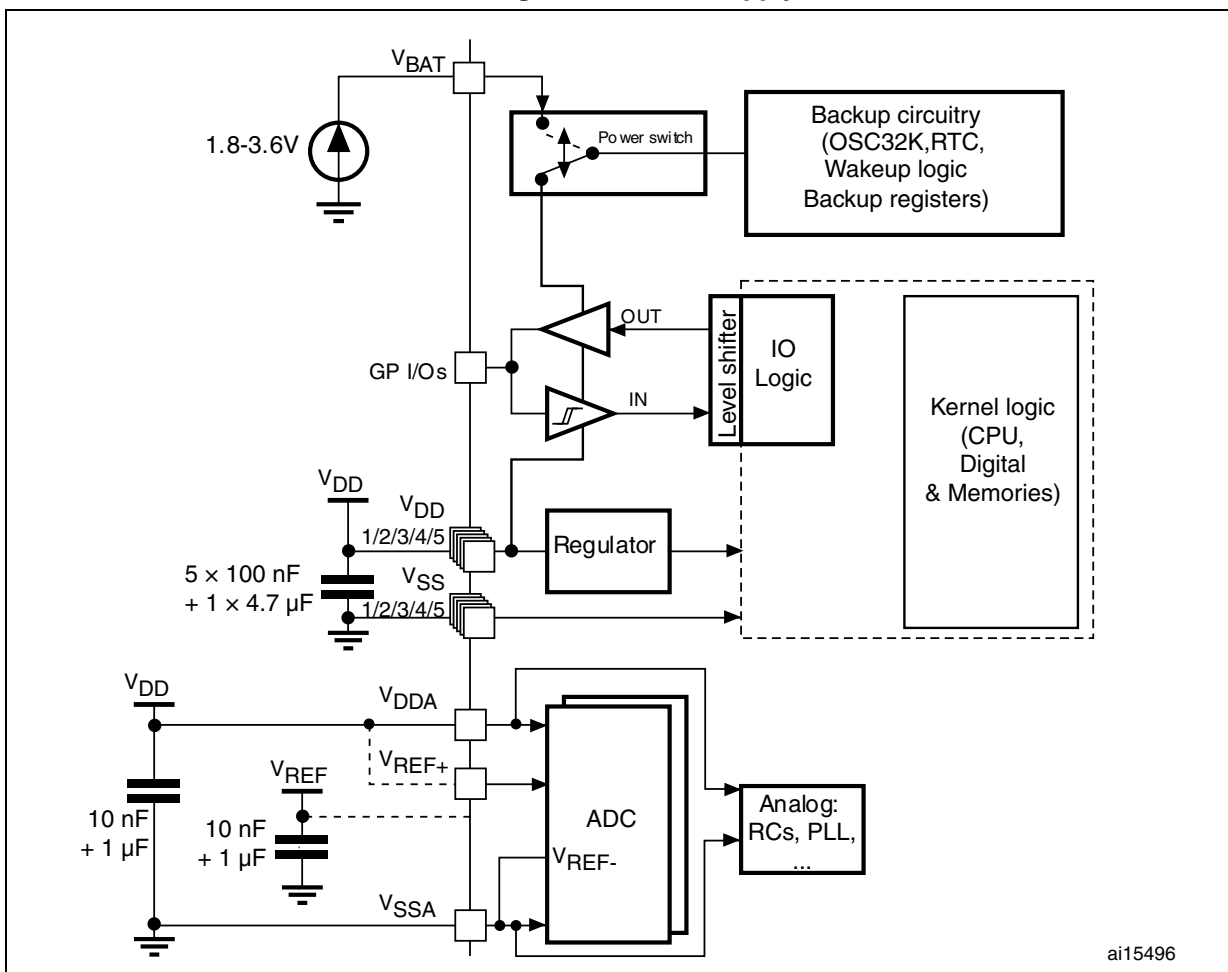 VBAT
1.8-3.6V
Power switch
Backup circuitry
(OSC32K,RTC,
Wakeup logic
Backup registers)
GP I/Os
OUT
IN
Level shifter
IO
Logic
Kernel logic
(CPU,
Digital
& Memories)
VDD
VDD
1/2/3/4/5
Regulator
5 × 100 nF
+ 1 × 4.7 µF
VSS
1/2/3/4/5
VDD
VDDA
VREF+
VREF
10 nF
+ 1 µF
10 nF
+ 1 µF
ADC
VREF-
Analog:
RCs, PLL,
...
VSSA
ai15496